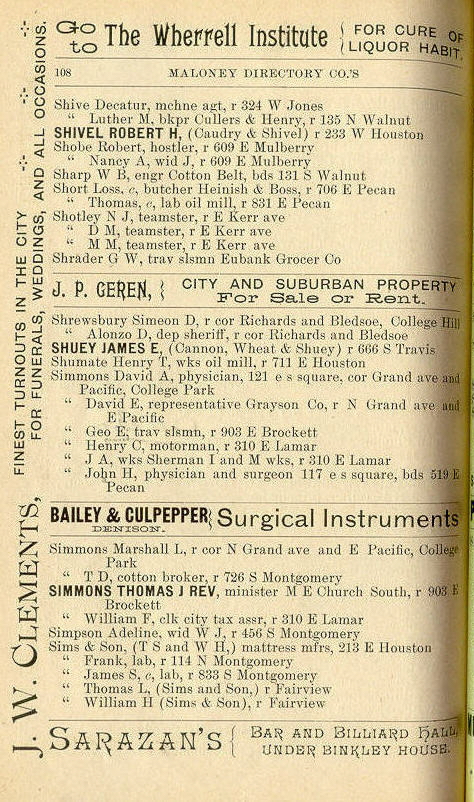 Go to The Wherrell Institute { FOR CURE OF LIQUOR HABIT.
108 MALONEY DIRECTORY CO.'S
Shive Decatur, mchne agt, r 324 W Jones
“ Luther M, bkpr Cullers & Henry, r 135 N Walnut
SHIVEL ROBERT H, (Caudry & Shivel) r 233 W Houston
Shobe Robert, hostler, r 609 E Mulberry
“ Nancy A, wid J, r 609 E Mulberry
Sharp W B, engr Cotton Belt, bds 131 S Walnut
Short Loss, c, butcher Heinish & Boss, r 706 E Pecan
“ Thomas, c, lab oil mill, r 831 E Pecan
Shotley N J, teamster, r E Kerr ave
“ D M, teamster, r E Kerr ave
“ M M, teamster, r E Kerr ave
Shrader G W, trav slsmn Eubank Grocer Co
J. P. GEREN, { CITY AND SUBURBAN PROPERTY For Sale or Rent.
Shrewsbury Simeon D, r cor Richards and Bledsoe, College Hill
“ Alonzo D, dep sheriff, r cor Richards and Bledsoe
SHUEY JAMES E, (Cannon, Wheat & Shuey) r 666 S Travis
Shumate Henry T, wks oil mill, r 711 E Houston
Simmons David A, physician, 121 e s square, cor Grand ave and
Pacific, College Park
“ David E, representative Grayson Co, r N Grand ave and
E Pacific
“ Geo E, trav slsmn, r 903 E Brockett
“ Henry C, motorman, r 310 E Lamar
“ J A, wks Sherman I and M wks, r 310 E Lamar
“ John H, physician and surgeon 117 e s square, bds 519 E
Pecan
BAILEY & CULPEPPER { Surgical Instruments
DENISON.
Simmons Marshall L, r cor N Grand ave and E Pacific, College
Park
“ T D, cotton broker, r 726 S Montgomery
SIMMONS THOMAS J REV, minister M E Church South, r 903 E
Brockett
“ William F, clk city tax assr, r 310 E Lamar
Simpson Adeline, wid W J, r 456 S Montgomery
Sims & Son, (T S and W H,) mattress mfrs, 213 E Houston
“ Frank, lab, r 114 N Montgomery
“ James S, c, lab, r 833 S Montgomery
“ Thomas L, (Sims and Son,) r Fairview
“ William H (Sims & Son), r Fairview
SARAZAN'S { BAR AND BILLIARD HALL,
UNDER BINKLEY HOUSE.
J. W. CLEMENTS, FINEST TURNOUTS IN THE CITY
FOR FUNERALS, WEDDINGS, AND ALL OCCASIONS.